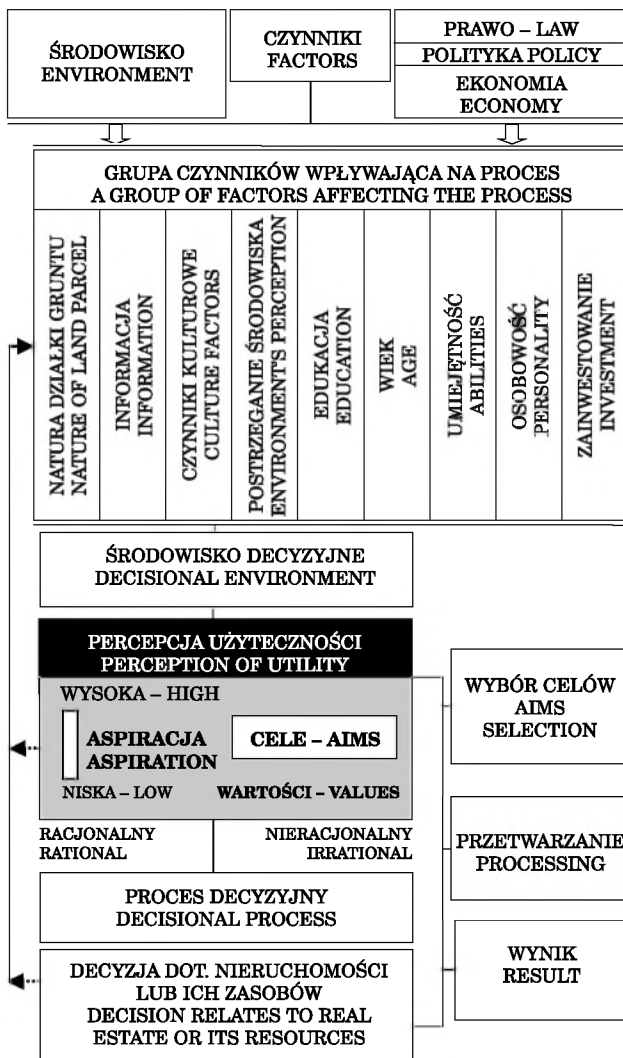 ŚRODOWISKO
ENVIRONMENT
CZYNNIKI
FACTORS
PRAWO – LAW
POLITYKA POLICY
EKONOMIA
ECONOMY
GRUPA CZYNNIKÓW WPŁYWAJĄCA NA PROCES
A GROUP OF FACTORS AFFECTING THE PROCESS
NATURA DZIAŁKI GRUNTU
NATURE OF LAND PARCEL
INFORMACJA
INFORMATION
CZYNNIKI KULTUROWE
CULTURE FACTORS
POSTRZEGANIE ŚRODOWISKA
ENVIRONMENT'S PERCEPTION
EDUKACJA
EDUCATION
WIEK
AGE
UMIEJĘTNOŚĆ
ABILITIES
OSOBOWOŚĆ
PERSONALITY
ZAINWESTOWANIE
INVESTMENT
ŚRODOWISKO DECYZYJNE
DECISIONAL ENVIRONMENT
PERCEPCJA UŻYTECZNOŚCI
PERCEPTION OF UTILITY
WYSOKA – HIGH
ASPIRACJA
ASPIRATION
CELE – AIMS
NISKA – LOW
WARTOŚCI – VALUES
RACJONALNY
RATIONAL
NIERACJONALNY
IRRATIONAL
PROCES DECYZYJNY
DECISIONAL PROCESS
DECYZJA DOT. NIERUCHOMOŚCI
LUB ICH ZASOBÓW
DECISION RELATES TO REAL
ESTATE OR ITS RESOURCES
WYBÓR CELÓW
AIMS
SELECTION
PRZETWARZANIE
PROCESSING
WYNIK
RESULT